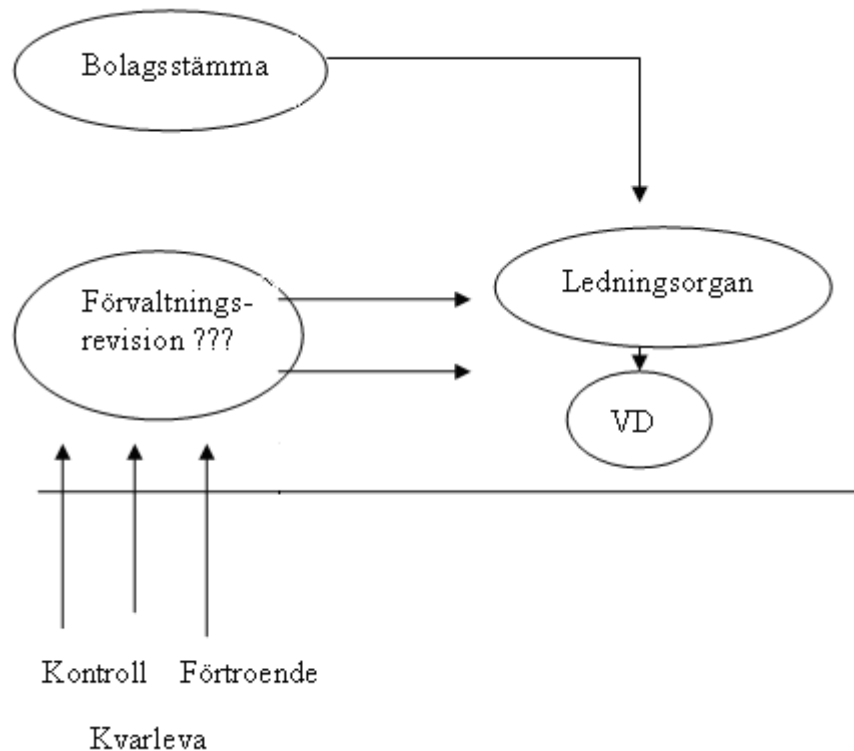 Bolagsstämma
Ledningsorgan
Förvaltnings-
revision ???
VD
Kontroll Förtroende
Kvarleva